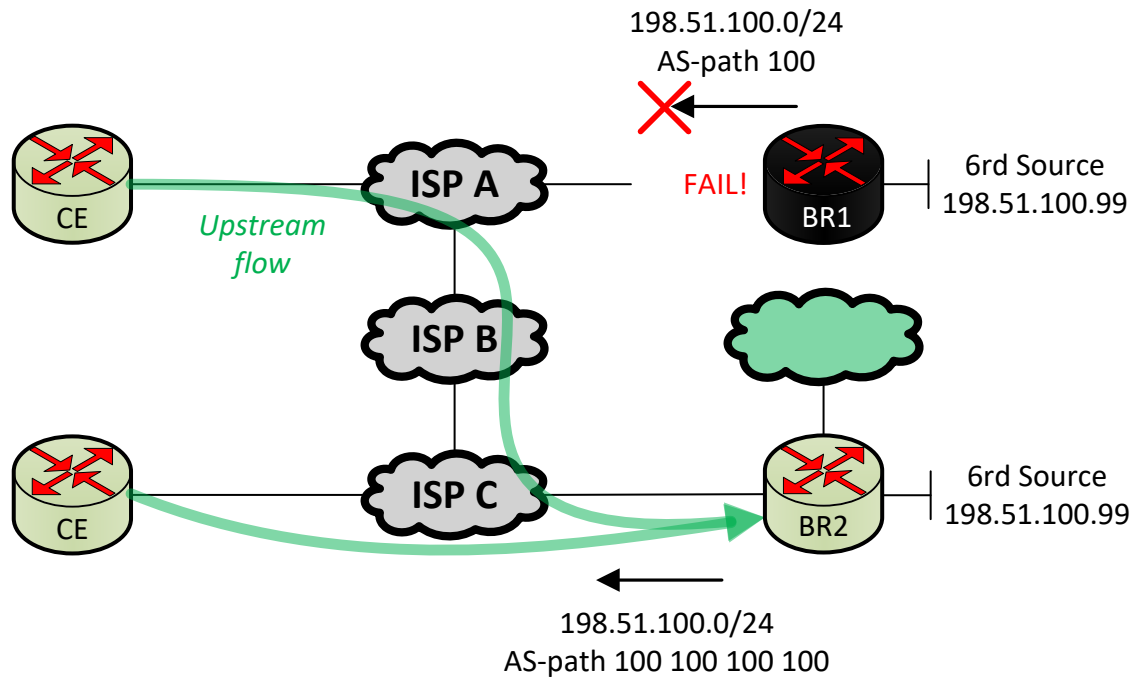 198.51.100.0/24
AS-path 100
CE
ISP A
FAIL!
BR1
6rd Source
198.51.100.99
Upstream
flow
ISP B
CE
ISP C
BR2
6rd Source
198.51.100.99
198.51.100.0/24
AS-path 100 100 100 100